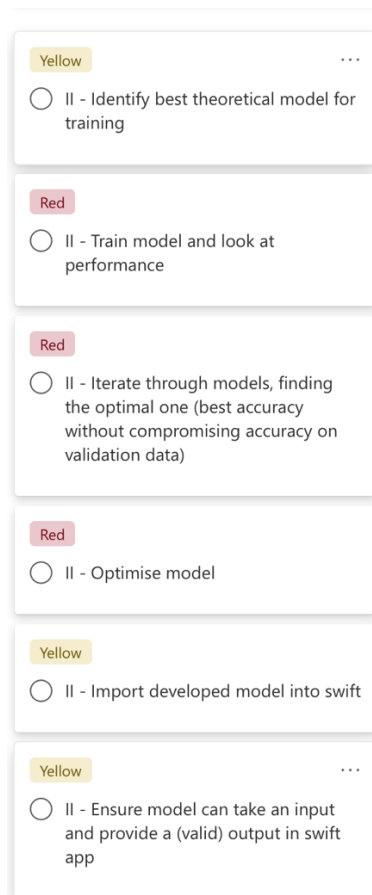 Yellow
II - Identify best theoretical model for
training
Red
II - Train model and look at
performance
Red
II - Iterate through models, finding
the optimal one (best accuracy
without compromising accuracy on
validation data)
Red
II - Optimise model
Yellow
II - Import developed model into swift
Yellow
II - Ensure model can take an input
and provide a (valid) output in swift
app